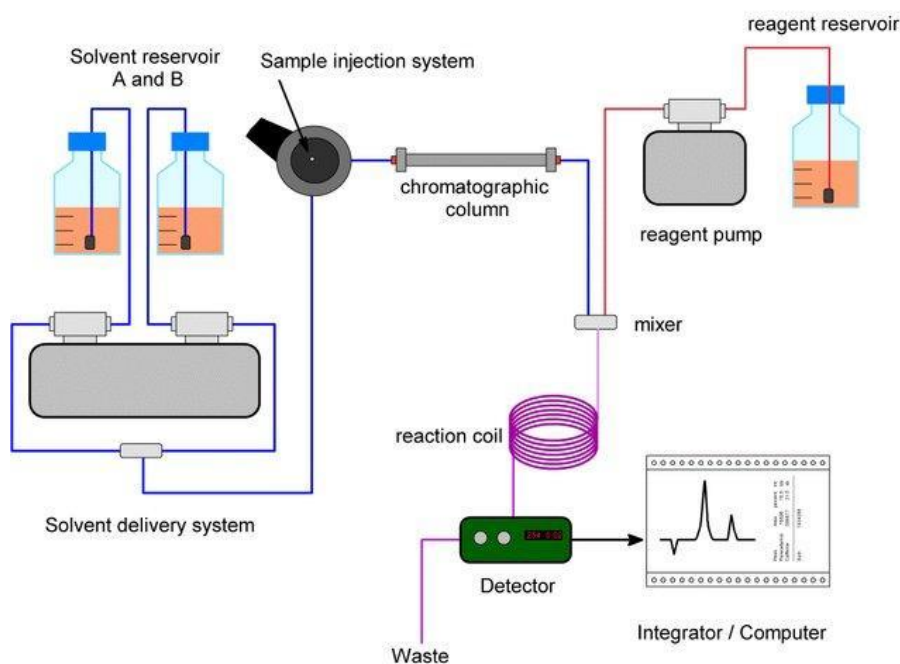 reagent reservoir
Solvent reservoir
A and B
Sample injection system
chromatographic
column
reagent pump
mixer
reaction coil
Solvent delivery system
Detector
Waste
Integrator / Computer